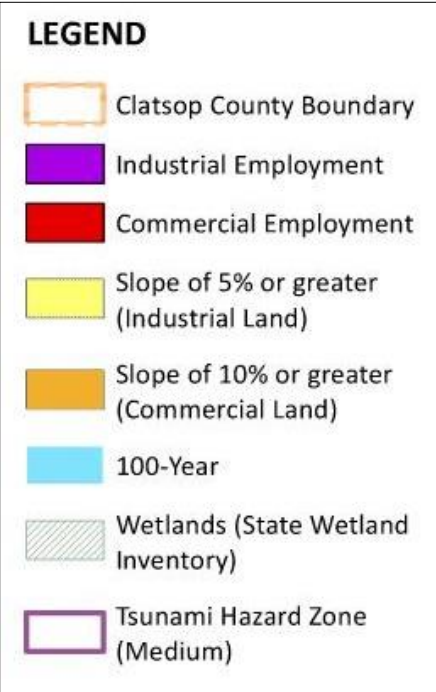 LEGEND
Clatsop County Boundary
Industrial Employment
Commercial Employment
Slope of 5% or greater
(Industrial Land)
Slope of 10% or greater
(Commercial Land)
100-Year
Wetlands (State Wetland
Inventory)
Tsunami Hazard Zone
(Medium)